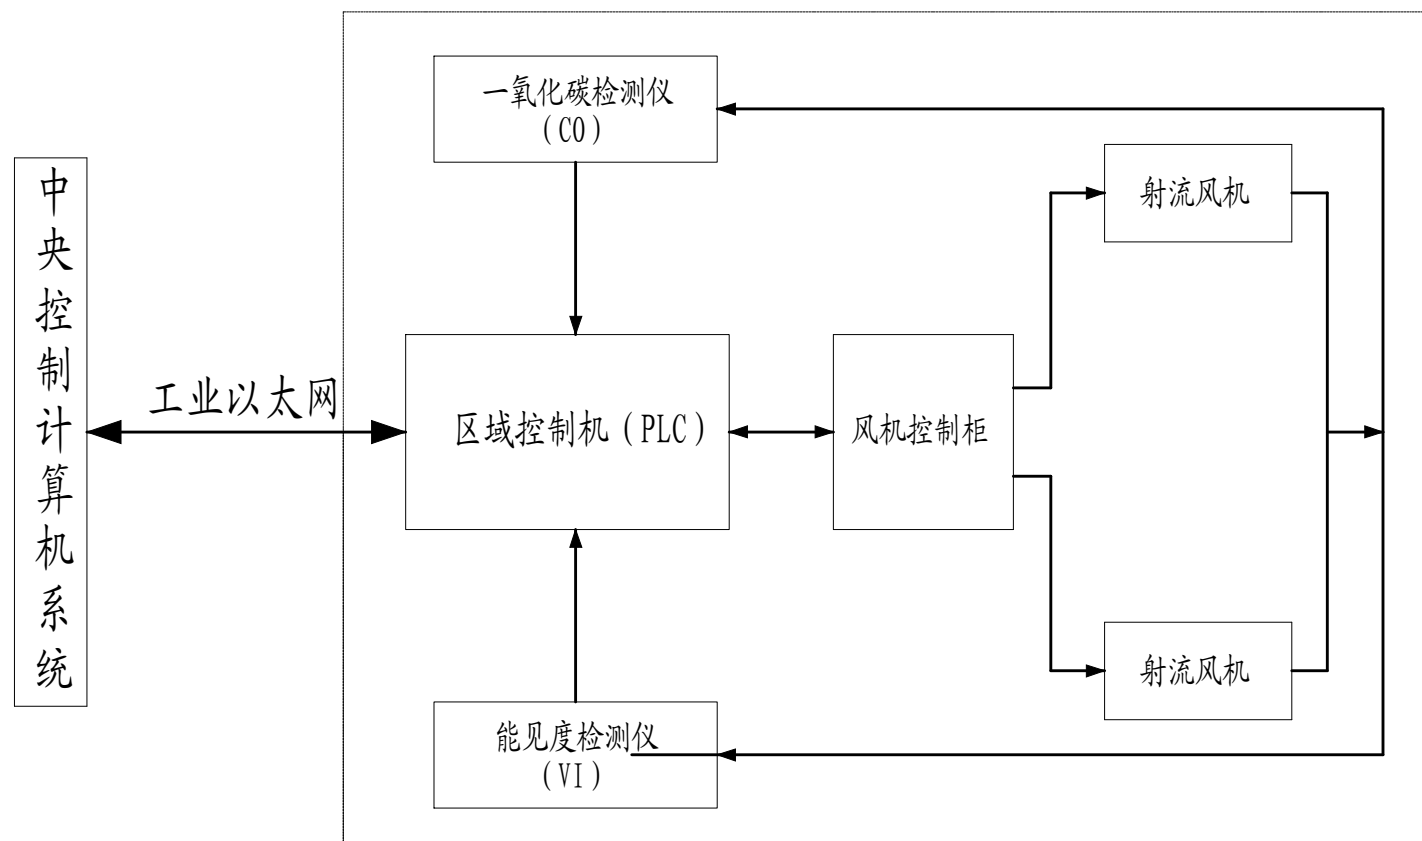 中央控制计算机系统
工业以太网
一氧化碳检测仪
(CO)
区域控制机(PLC)
能见度检测仪
(VI)
风机控制柜
射流风机
射流风机